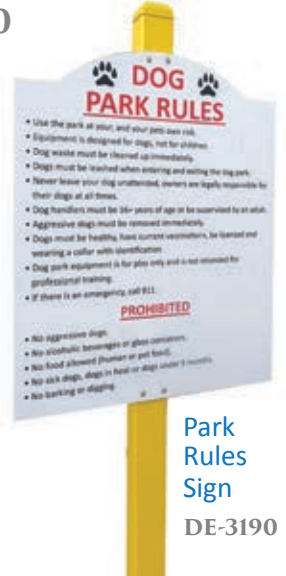 DOG
PARK RULES
• Use the park at your, and your pets own risk.
• Equipment is designed for dogs, not for children.
• Dog waste must be cleaned up immediately.
• Dogs must be leashed when entering and exiting the dog park.
• Never leave your dog unattended, owners are legally responsible for
their dogs at all times.
• Dog handlers must be 16+ years of age or be supervised by an adult.
• Aggressive dogs must be removed immediately.
• Dogs must be healthy, have current vaccinations, be licensed and
wearing a collar with identification
• Dog park equipment is for play only and is not intended for
professional training.
• If there is an emergency, call 911.
PROHIBITED
• No aggressive dogs.
• No alcoholic beverages or glass containers.
• No food allowed (human or pet food).
• No sick dogs, dogs in heat or dogs under months.
• No barking or digging.
Park
Rules
Sign
DE-3190